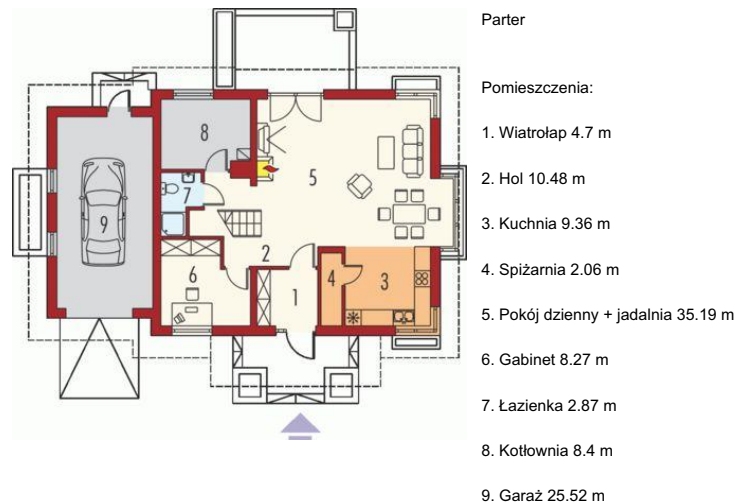 Parter
Pomieszczenia:
1. Wiatrołap 4.7 m
2. Hol 10.48 m
3. Kuchnia 9.36 m
4. Spiżarnia 2.06 m
5. Pokój dzienny + jadalnia 35.19 m
6. Gabinet 8.27 m
7. Łazienka 2.87 m
8. Kotłownia 8.4 m
9. Garaż 25.52 m
8
5
7
9
2
6
1
4
3